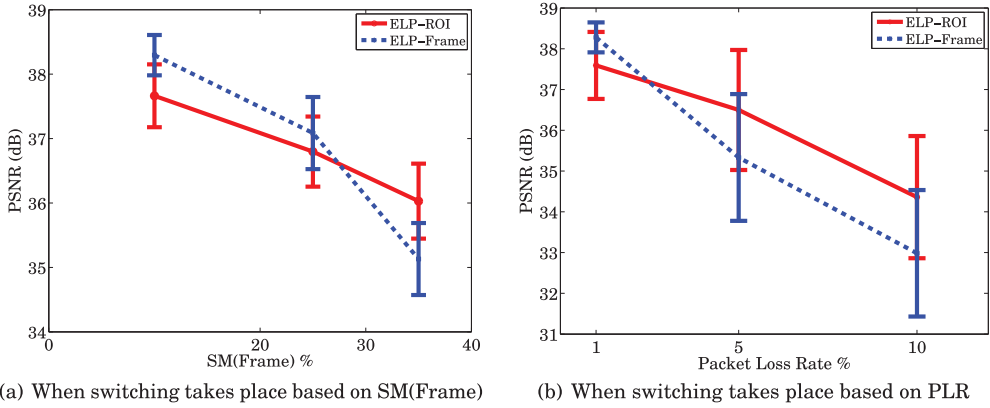 39
38
37
36
35
34
PSNR (dB)
0
20
30
40
SM(Frame) %
ELP-ROI
ELP-Frame
(a) When switching takes place based on SM(Frame)
39
38
37
36
35
34
33
32
31
PSNR (dB)
1
5
10
Packet Loss Rate %
ELP-ROI
ELP-Frame
(b) When switching takes place based on PLR